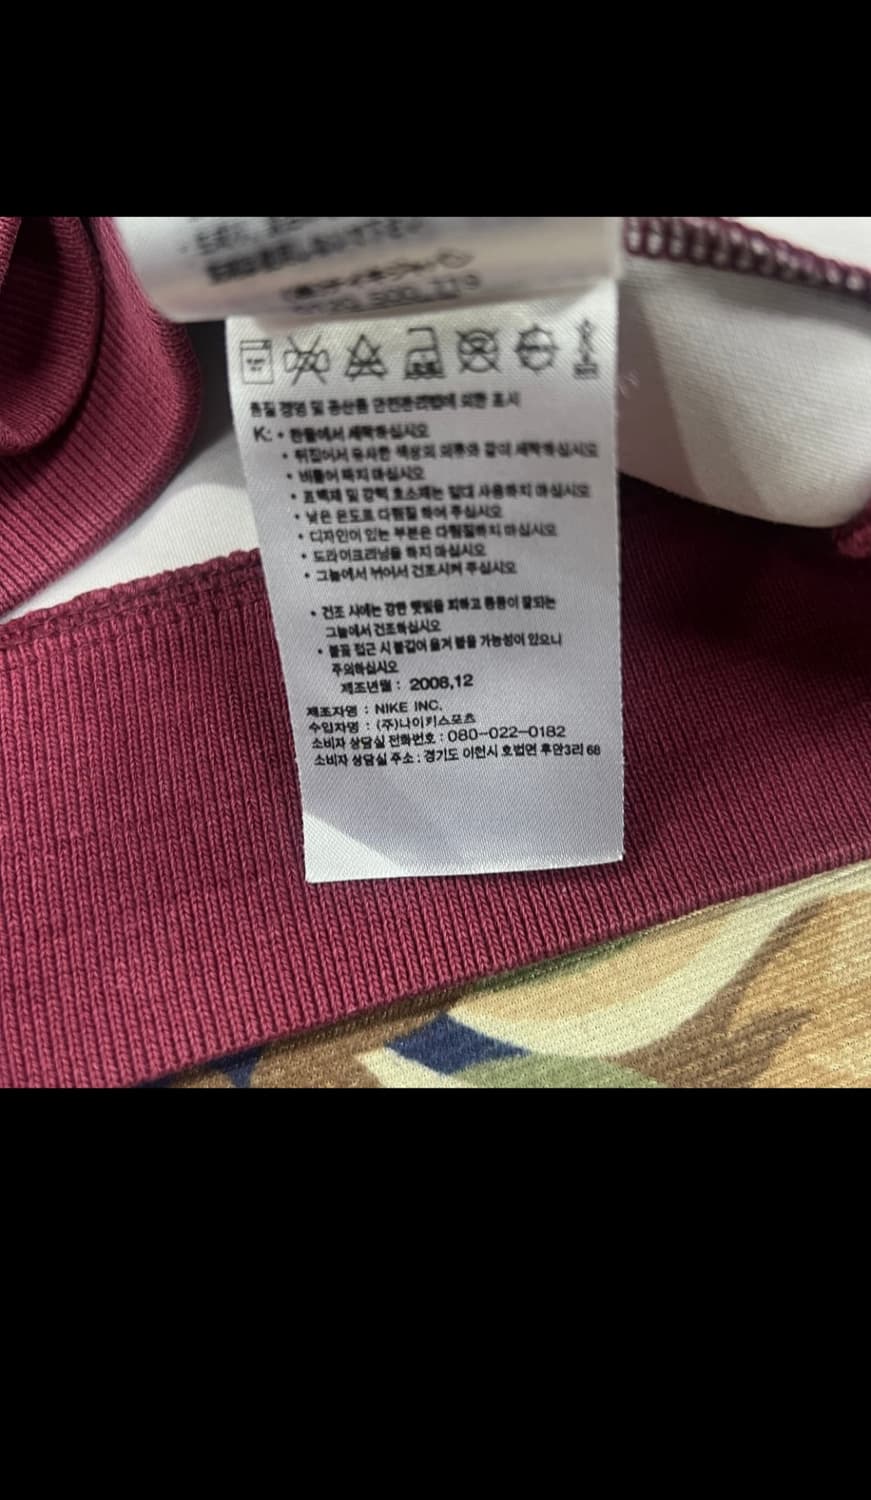 품질 경영 및 공산품 안전관리법에 의한 표시
K: • 찬물에서 세탁하십시오
• 뒤집어서 유사한 색상의 의류와 같이 세탁하십시오
• 비틀어 짜지 마십시오
• 표백제 및 강력 효소제는 절대 사용하지 마십시오
• 낮은 온도로 다림질 하여 주십시오
• 디자인이 있는 부분은 다림질하지 마십시오
• 드라이크리닝을 하지 마십시오
• 그늘에서 뉘어서 건조시켜 주십시오
• 건조 시에는 강한 햇빛을 피하고 통풍이 잘되는
그늘에서 건조하십시오
• 불꽃 접근 시 불길이 옮겨 붙을 가능성이 있으니
주의하십시오
제조년월 : 2008,12
제조자명 : NIKE INC.
수입자명 : (주)나이키스포츠
소비자 상담실 전화번호 : 080-022-0182
소비자 상담실 주소 : 경기도 이천시 호법면 후안3리 68